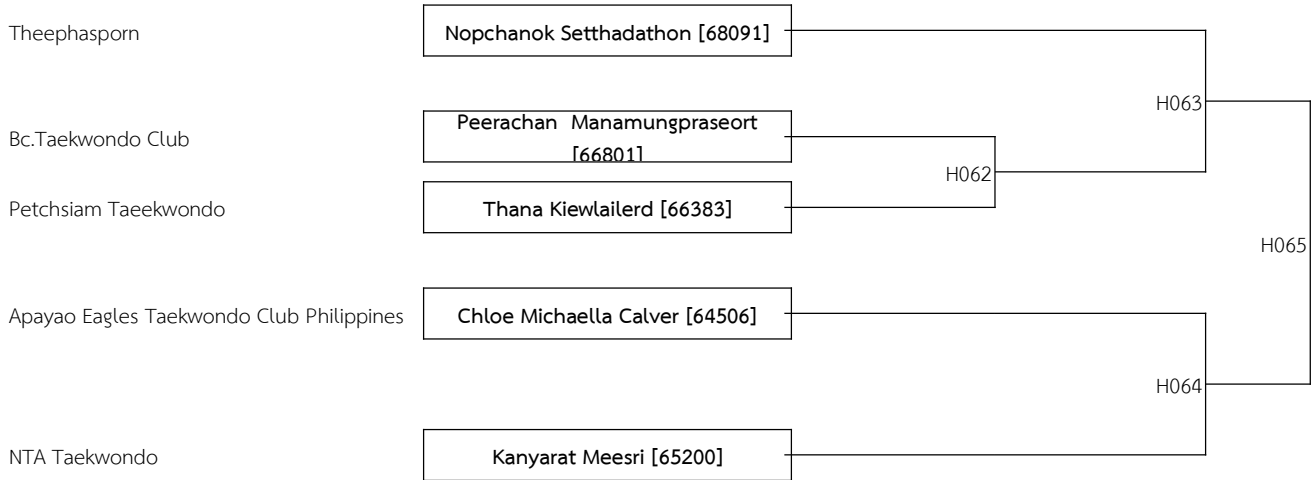 Theephasporn
Nopchanok Setthadathon [68091]
H063
Bc.Taekwondo Club
Peerachan Manamungpraseort
[66801]
H062
Petchsiam Taeekwondo
Thana Kiewlailerd [66383]
H065
Apayao Eagles Taekwondo Club Philippines
Chloe Michaella Calver [64506]
H064
NTA Taekwondo
Kanyarat Meesri [65200]